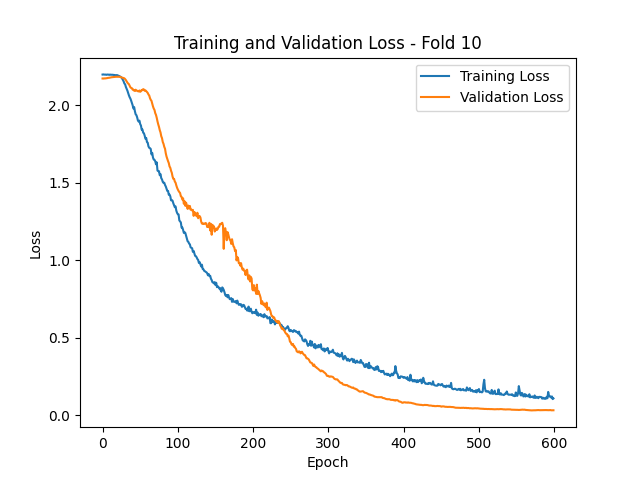 Training and Validation Loss - Fold 10
Training Loss
Validation Loss
Loss
2.0
1.5
1.0
0.5
0.0
0 100 200 300 400 500 600
Epoch